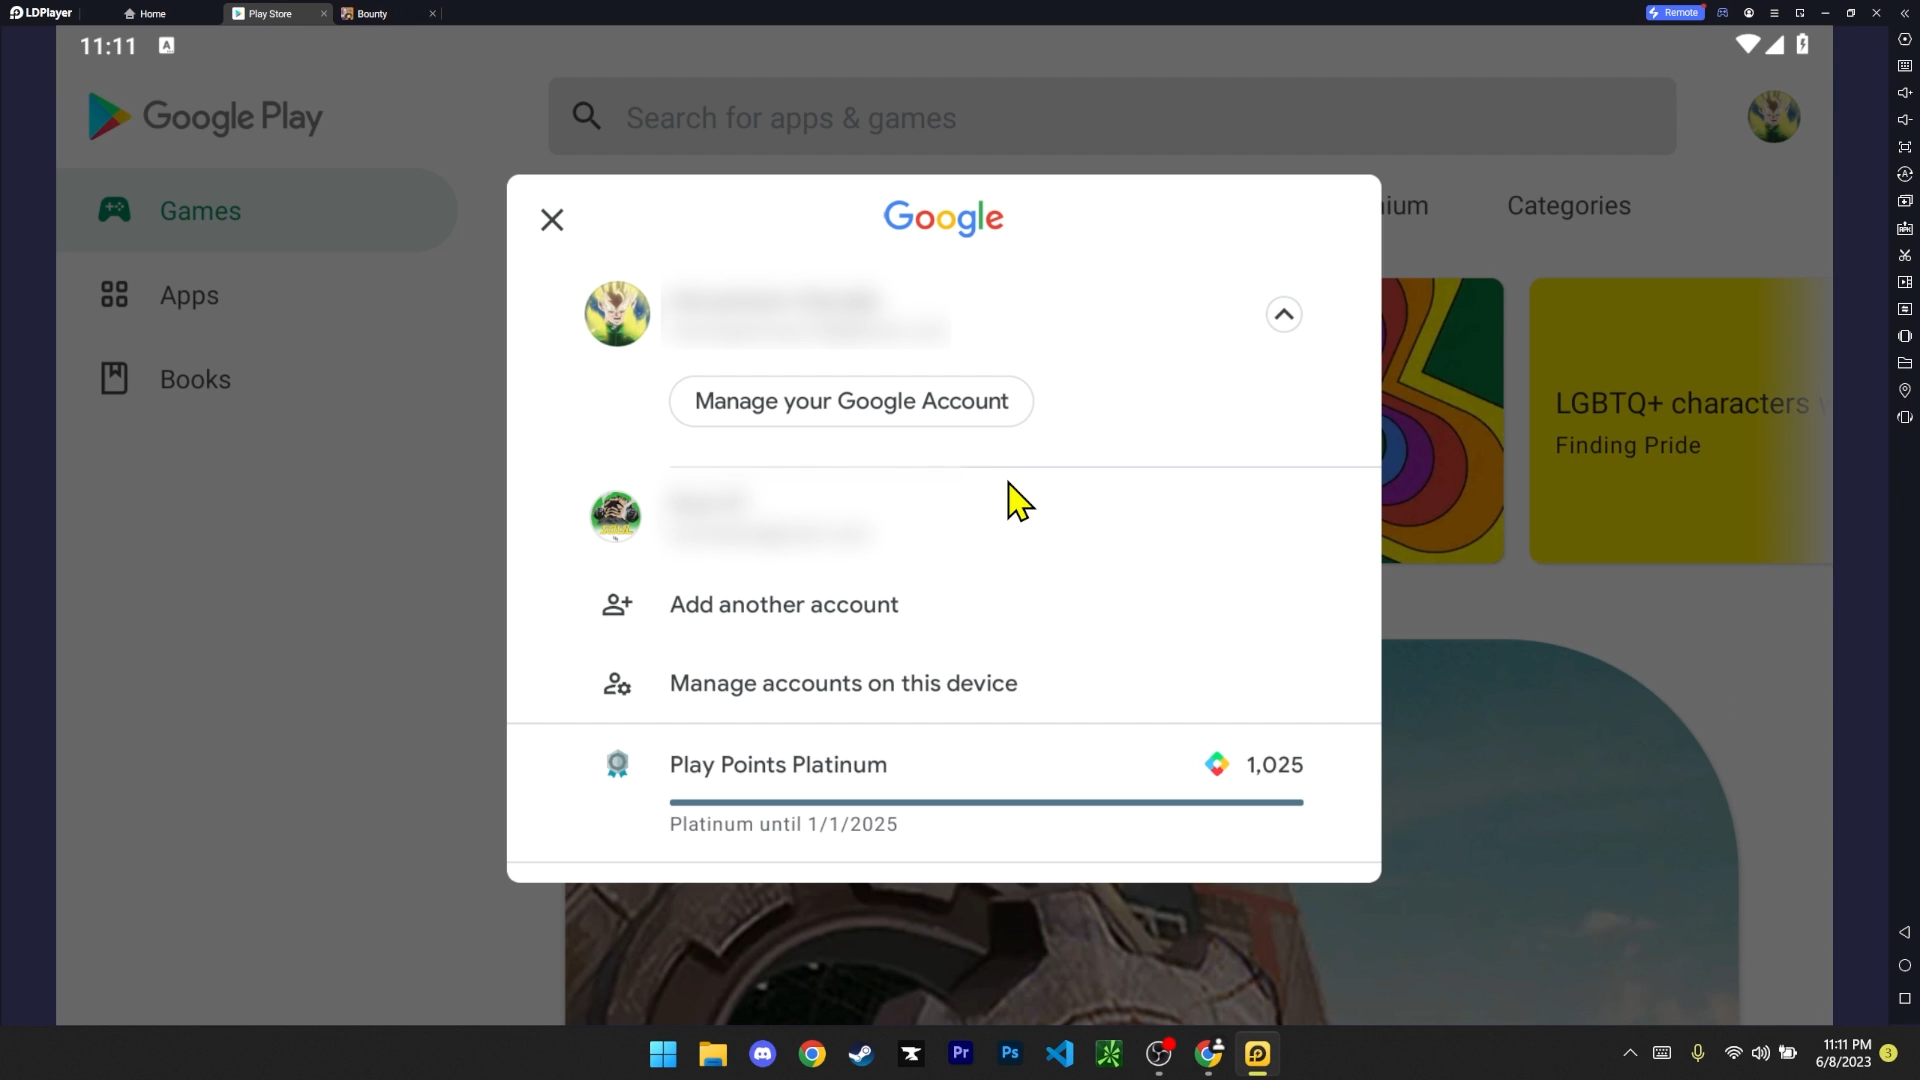 LDPlayer
Home
Play Store
Bounty
Remote
11:11
A
Google Play
Search for apps & games
Games
Apps
Books
ium
Categories
Google
Manage your Google Account
Add another account
Manage accounts on this device
Play Points Platinum
1,025
Platinum until 1/1/2025
LGBTQ+ characters
Finding Pride
Pr
Ps
11:11 PM
6/8/2023
3